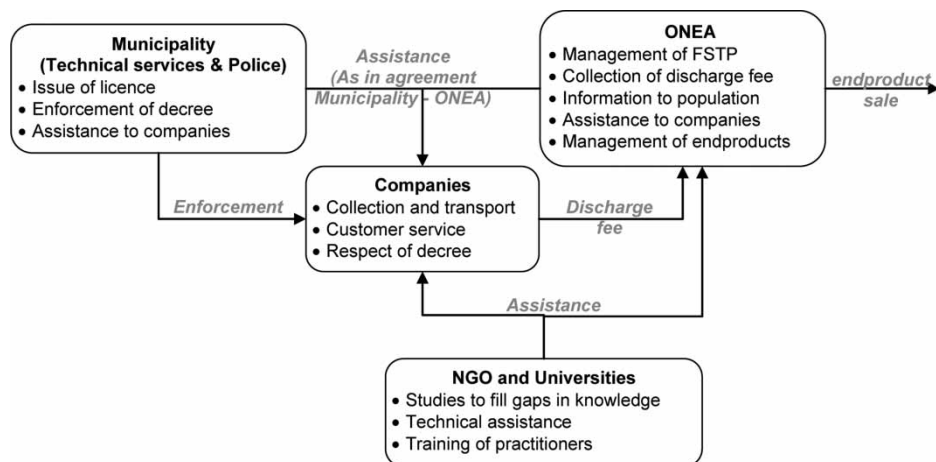 Municipality
(Technical services & Police)
• Issue of licence
• Enforcement of decree
• Assistance to companies
Assistance
(As in agreement
Municipality - ONEA)
ONEA
• Management of FSTP
• Collection of discharge fee
• Information to population
• Assistance to companies
• Management of endproducts
endproduct
sale
Enforcement
Companies
• Collection and transport
• Customer service
• Respect of decree
Discharge
fee
Assistance
NGO and Universities
• Studies to fill gaps in knowledge
• Technical assistance
• Training of practitioners